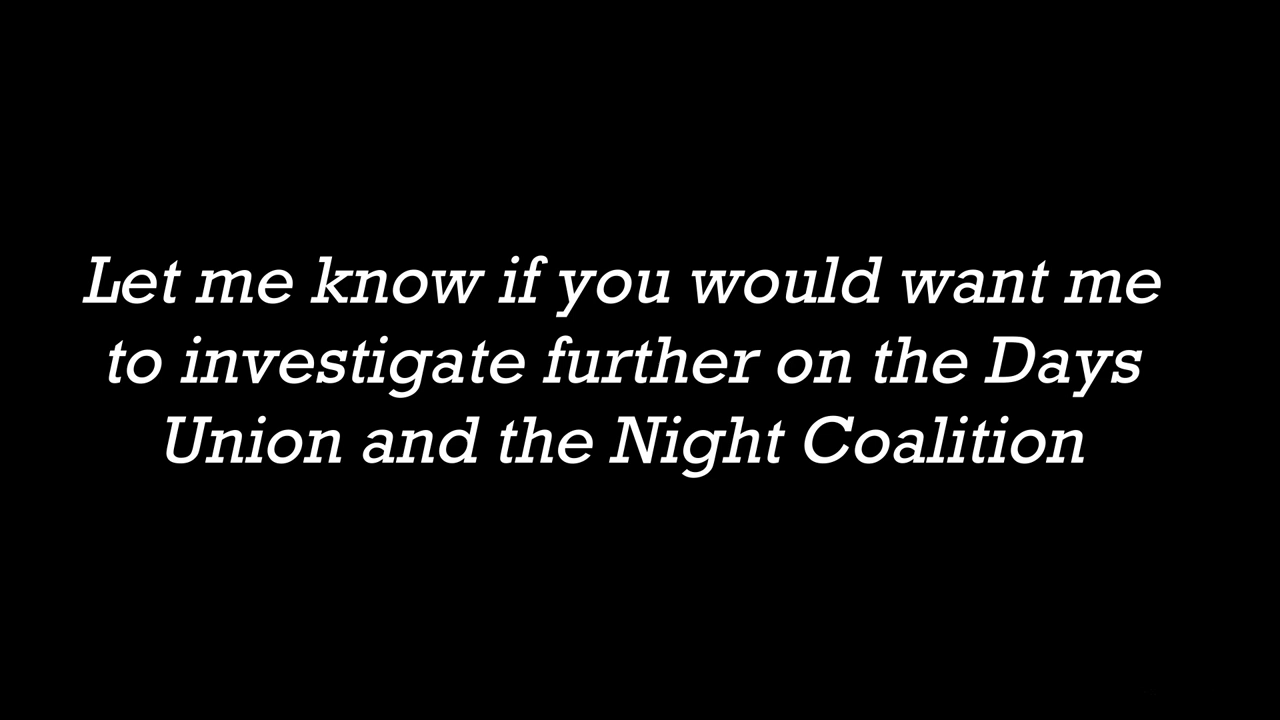 Let me know if you would want me
to investigate further on the Days
Union and the Night Coalition